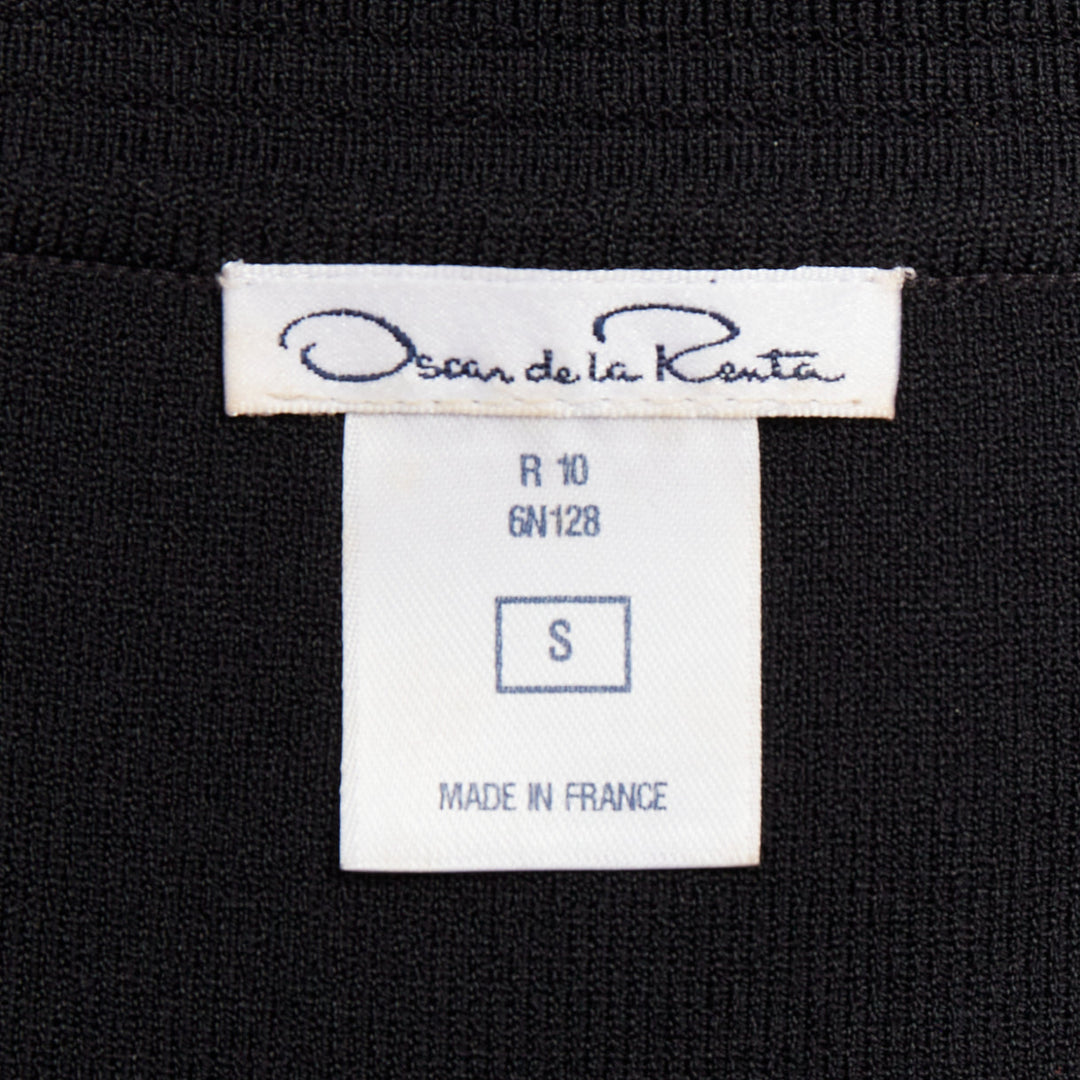 Oscar de la Renta
R 10
6N128
S
MADE IN FRANCE